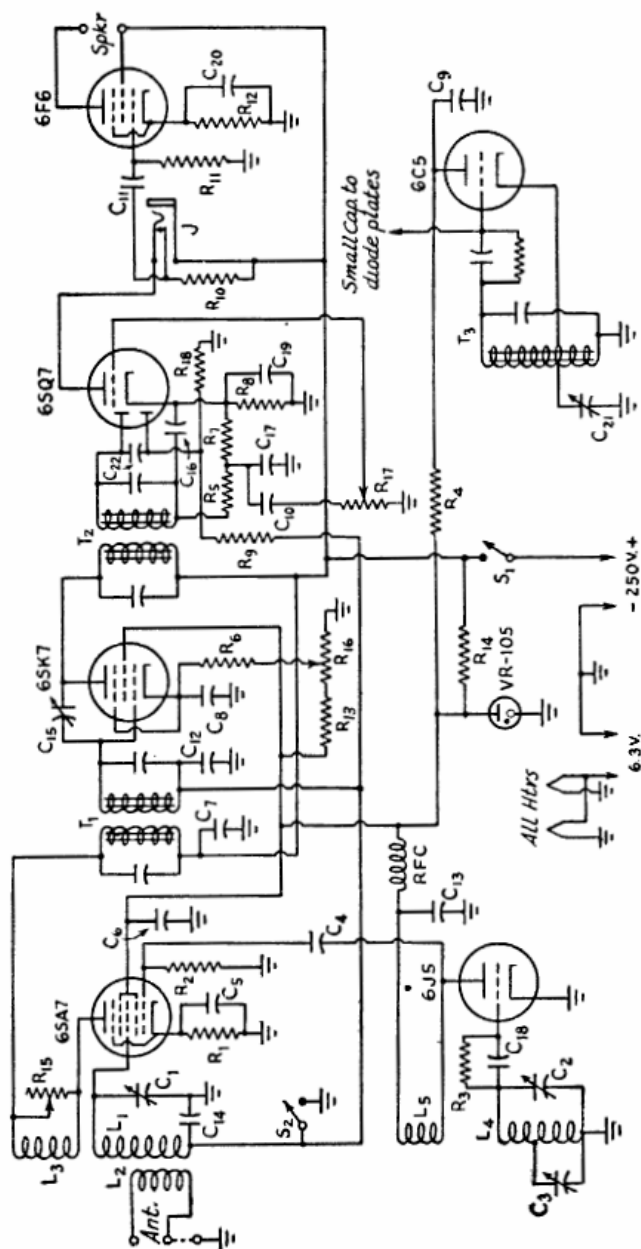 6SA7
6SK7
6SQ7
6F6
Spkr
Ant.
L3
R15
L2
L1
C1
C14
S2
R1
C5
R2
C6
C4
T1
C7
C12
C8
C15
R6
R13
R16
T2
C22
C16
R5
R7
R18
R8
C19
C17
C10
R9
R17
J
C11
R10
R11
R12
C20
L5
RFC
C13
6J5
R3
C18
L4
C2
C3
All Htrs
6.3V.
VR-105
R14
S1
- 250V. +
R4
Small Cap. to
diode plates
T3
C21
6C5
C9